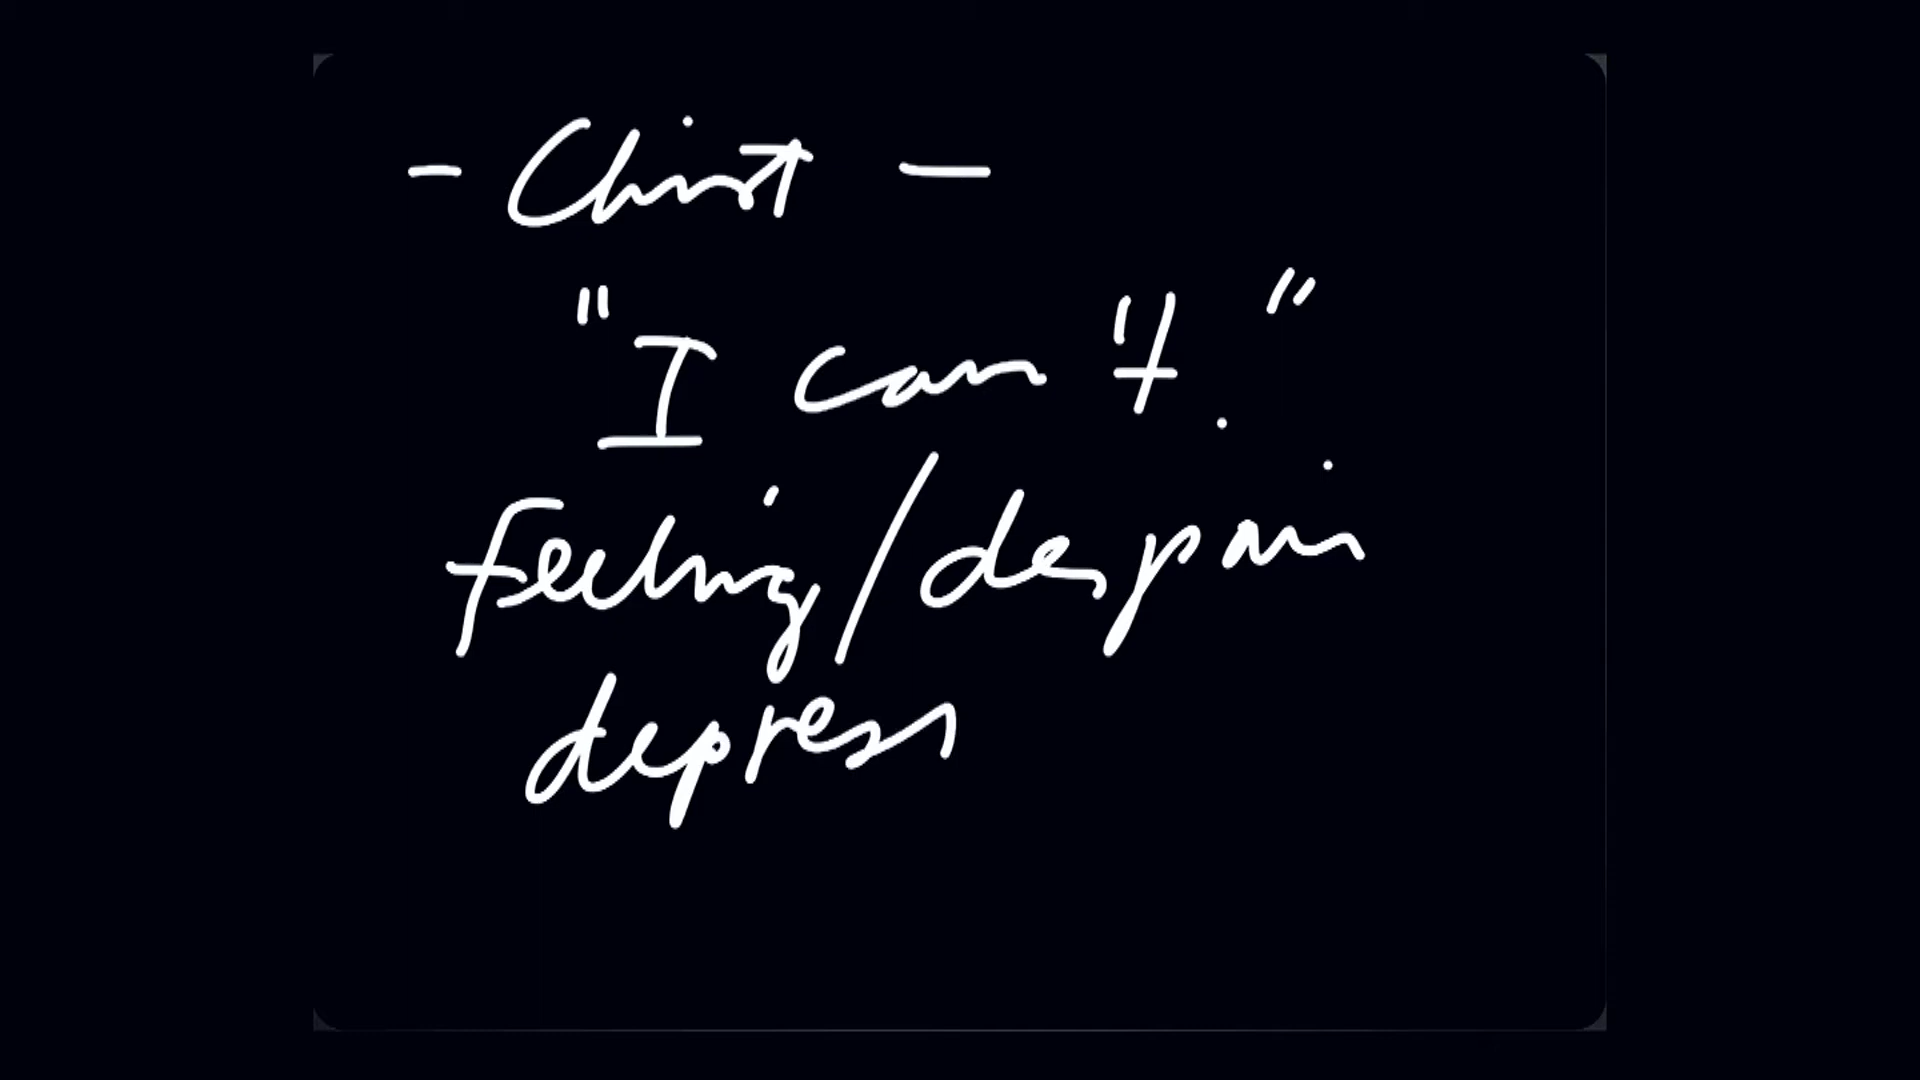 - Christ -
"I can't."
feeling/despair
depress